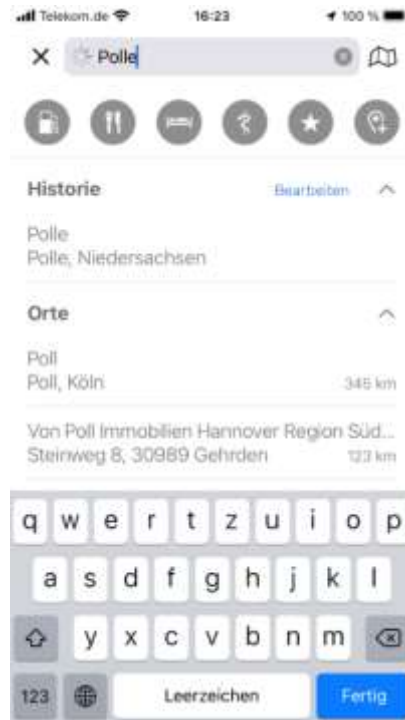 Telekom.de 16:23 100 %
Polle
Historie Bearbeiten
Polle
Polle, Niedersachsen
Orte
Poll
Poll, Köln 345 km
Von Poll Immobilien Hannover Region Süd...
Steinweg 8, 30989 Gehrden 123 km
q w e r t z u i o p
a s d f g h j k l
y x c v b n m
123 Leerzeichen Fertig